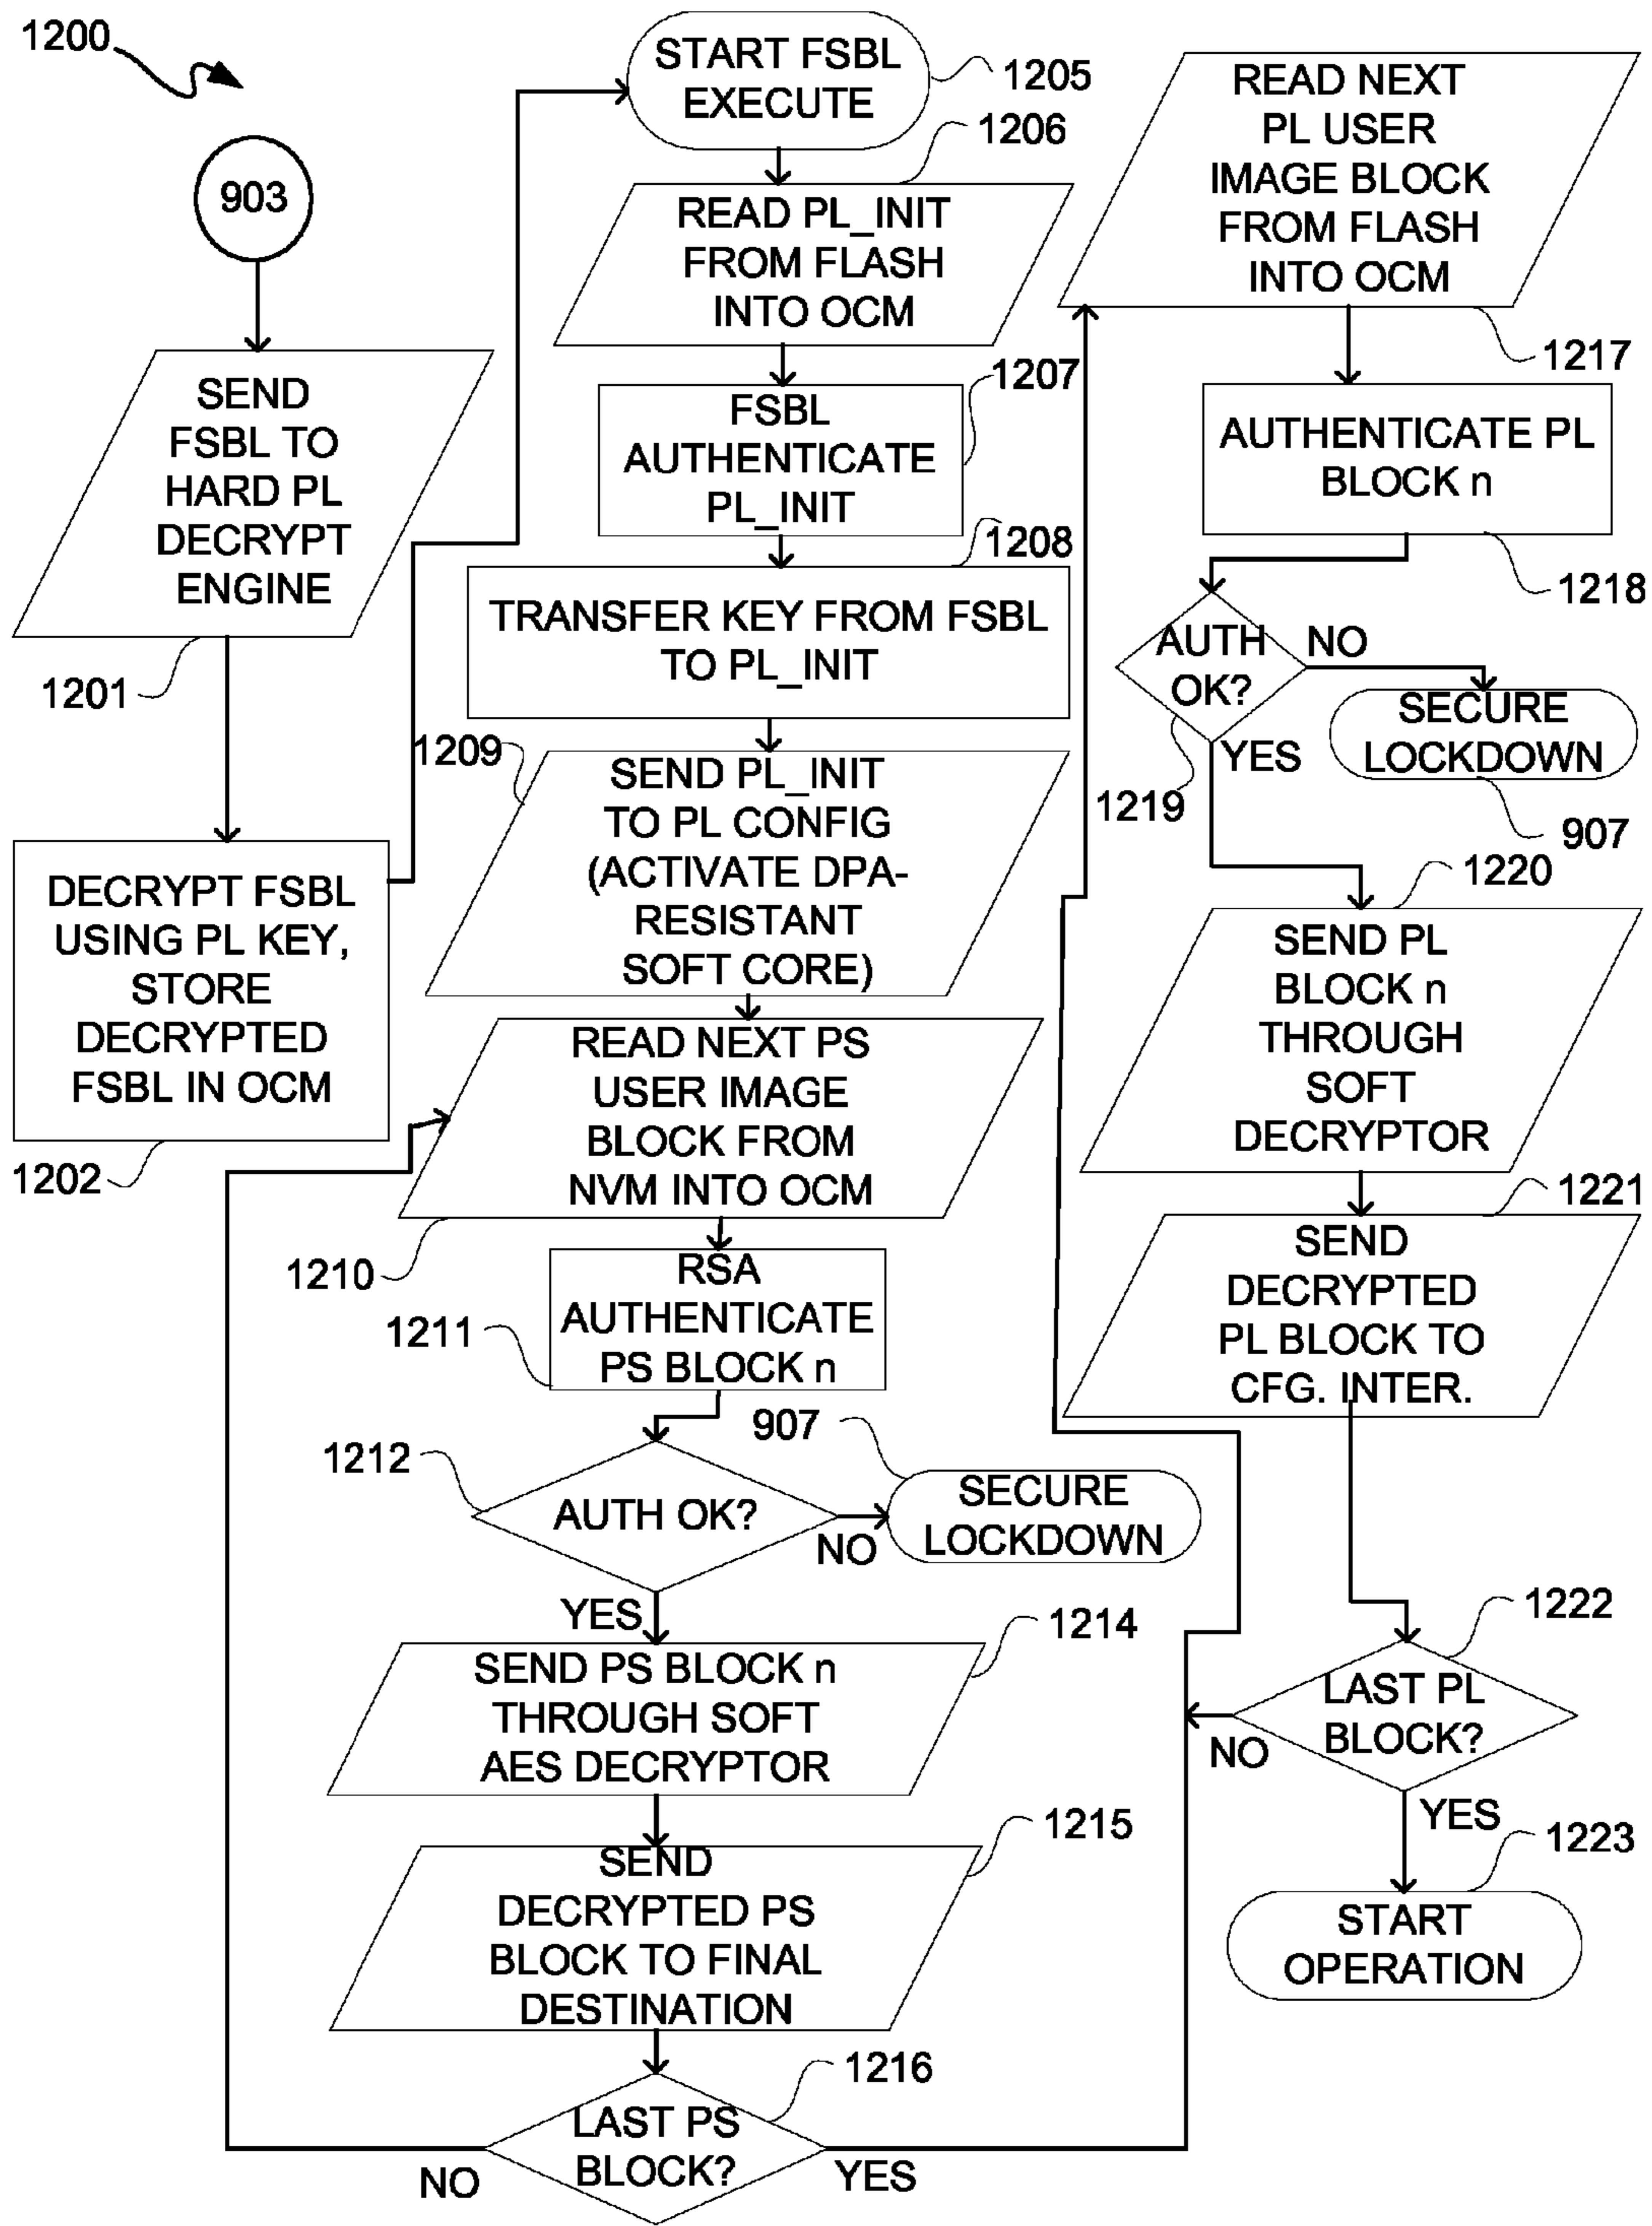 1200
903
SEND
FSBL TO
HARD PL
DECRYPT
ENGINE
1201
DECRYPT FSBL
USING PL KEY,
STORE
DECRYPTED
FSBL IN OCM
1202
START FSBL
EXECUTE
1205
1206
READ PL_INIT
FROM FLASH
INTO OCM
1207
FSBL
AUTHENTICATE
PL_INIT
1208
TRANSFER KEY FROM FSBL
TO PL_INIT
1209
SEND PL_INIT
TO PL CONFIG
(ACTIVATE DPA-
RESISTANT
SOFT CORE)
READ NEXT PS
USER IMAGE
BLOCK FROM
NVM INTO OCM
1210
RSA
AUTHENTICATE
PS BLOCK n
1211
1212
AUTH OK?
NO
907
SECURE
LOCKDOWN
YES
1214
SEND PS BLOCK n
THROUGH SOFT
AES DECRYPTOR
1215
SEND
DECRYPTED PS
BLOCK TO FINAL
DESTINATION
1216
LAST PS
BLOCK?
NO
YES
READ NEXT
PL USER
IMAGE BLOCK
FROM FLASH
INTO OCM
1217
AUTHENTICATE PL
BLOCK n
1218
AUTH
OK?
NO
SECURE
LOCKDOWN
907
YES
1219
1220
SEND PL
BLOCK n
THROUGH
SOFT
DECRYPTOR
1221
SEND
DECRYPTED
PL BLOCK TO
CFG. INTER.
1222
LAST PL
BLOCK?
NO
YES
1223
START
OPERATION